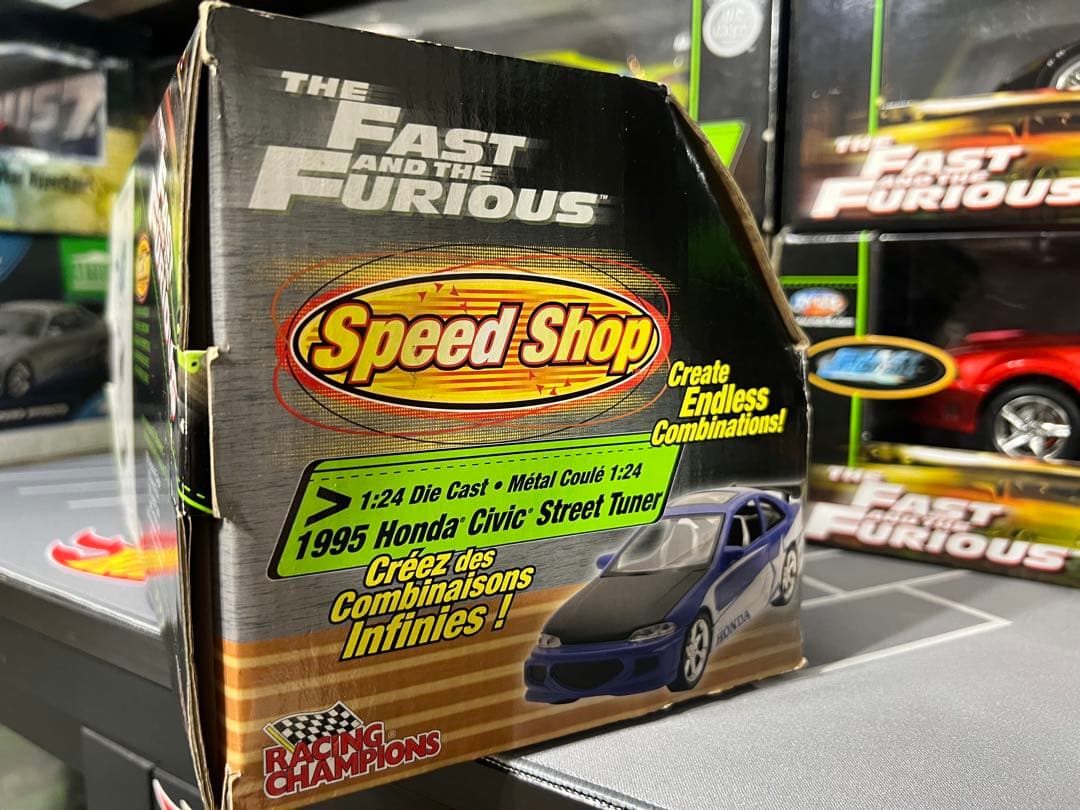 THE
FAST
AND THE
FURIOUS™
Speed Shop
Create
Endless
Combinations!
> 1:24 Die Cast • Métal Coulé 1:24
1995 Honda® Civic® Street Tuner
Créez des
Combinaisons
Infinies !
HONDA
RACING®
CHAMPIONS
THE
FAST
AND THE
FURIOUS
THE
FAST
AND THE
FURIOUS